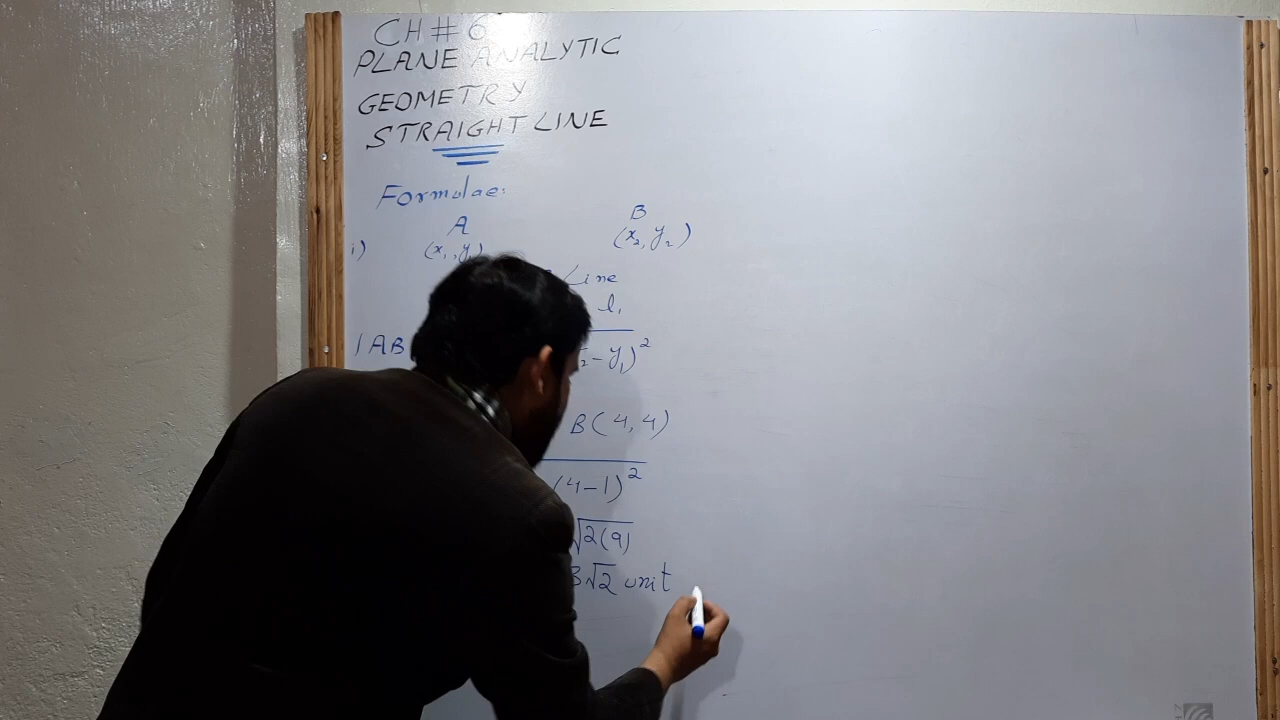 CH # 6
PLANE ANALYTIC
GEOMETRY
STRAIGHT LINE
Formulae:
A B
i) (x₁, y₁) (x₂, y₂)
Line
l₁
|AB ₂ - y₁)²
B(4, 4)
(4-1)²
√2(9)
3√2 unit